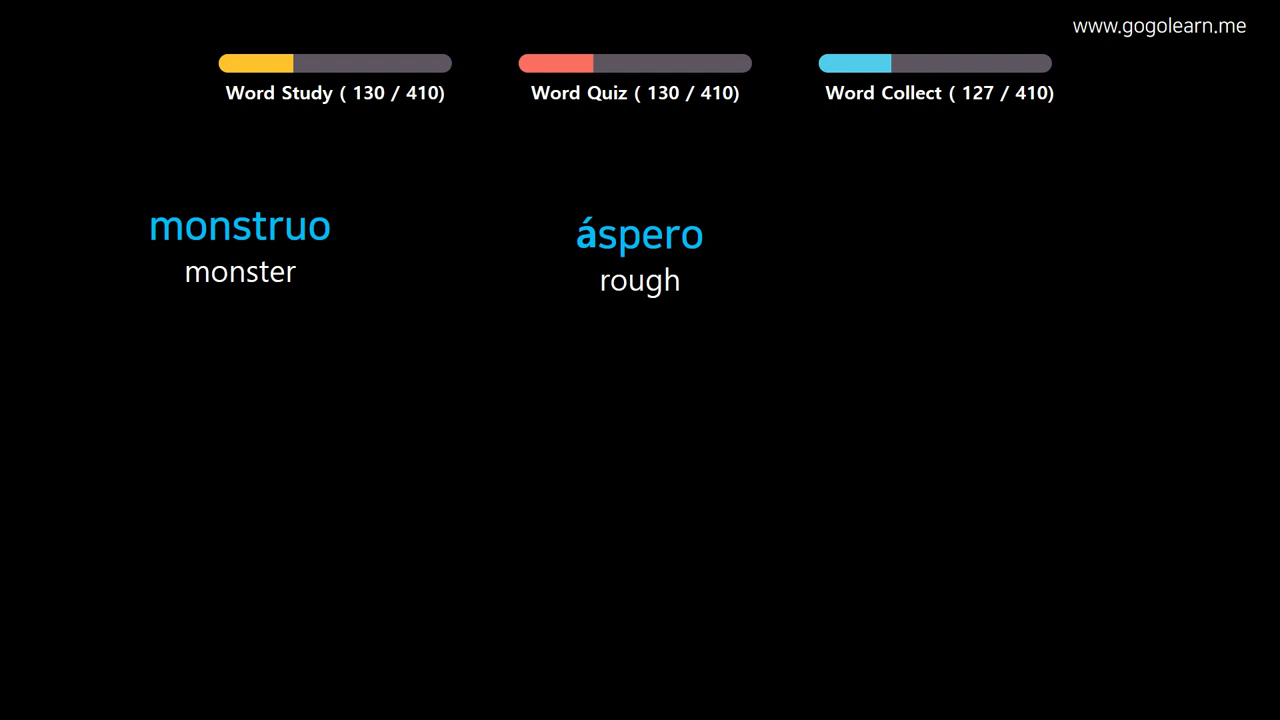 www.gogolearn.me
Word Study ( 130 / 410)
Word Quiz ( 130 / 410)
Word Collect ( 127 / 410)
monstruo
monster
áspero
rough